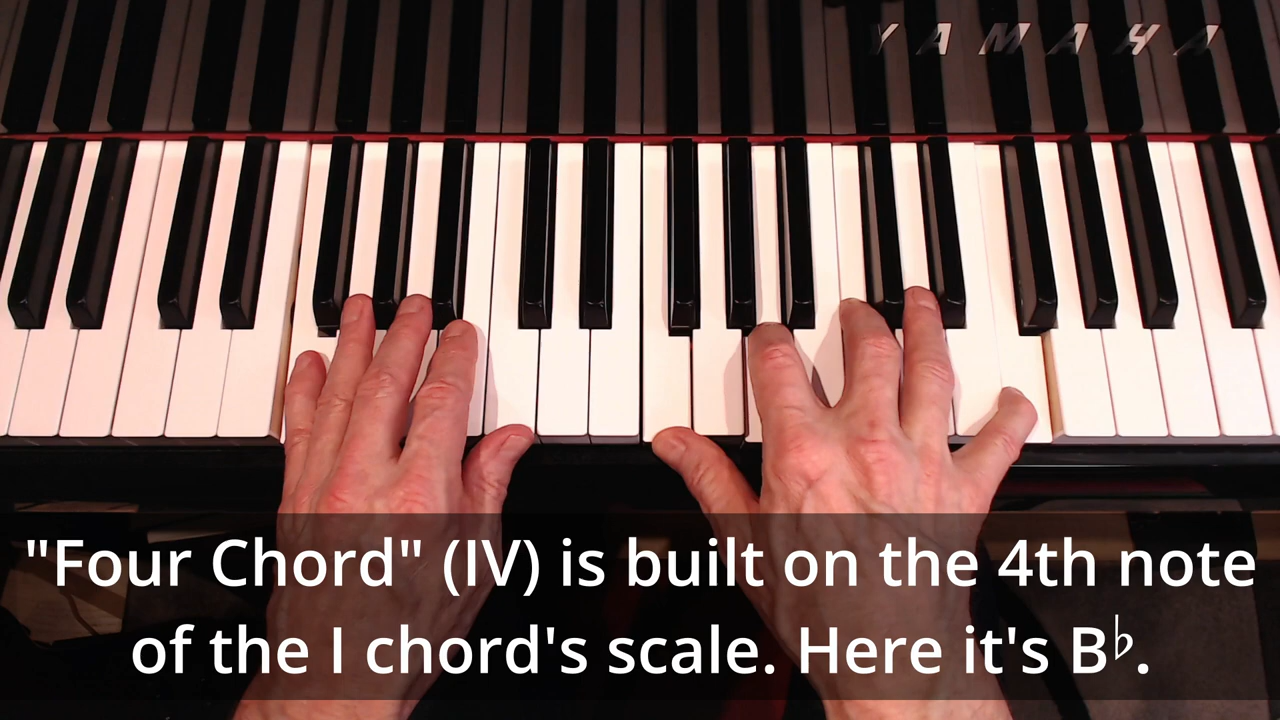 YAMAHA
"Four Chord" (IV) is built on the 4th note
of the I chord's scale. Here it's B♭.